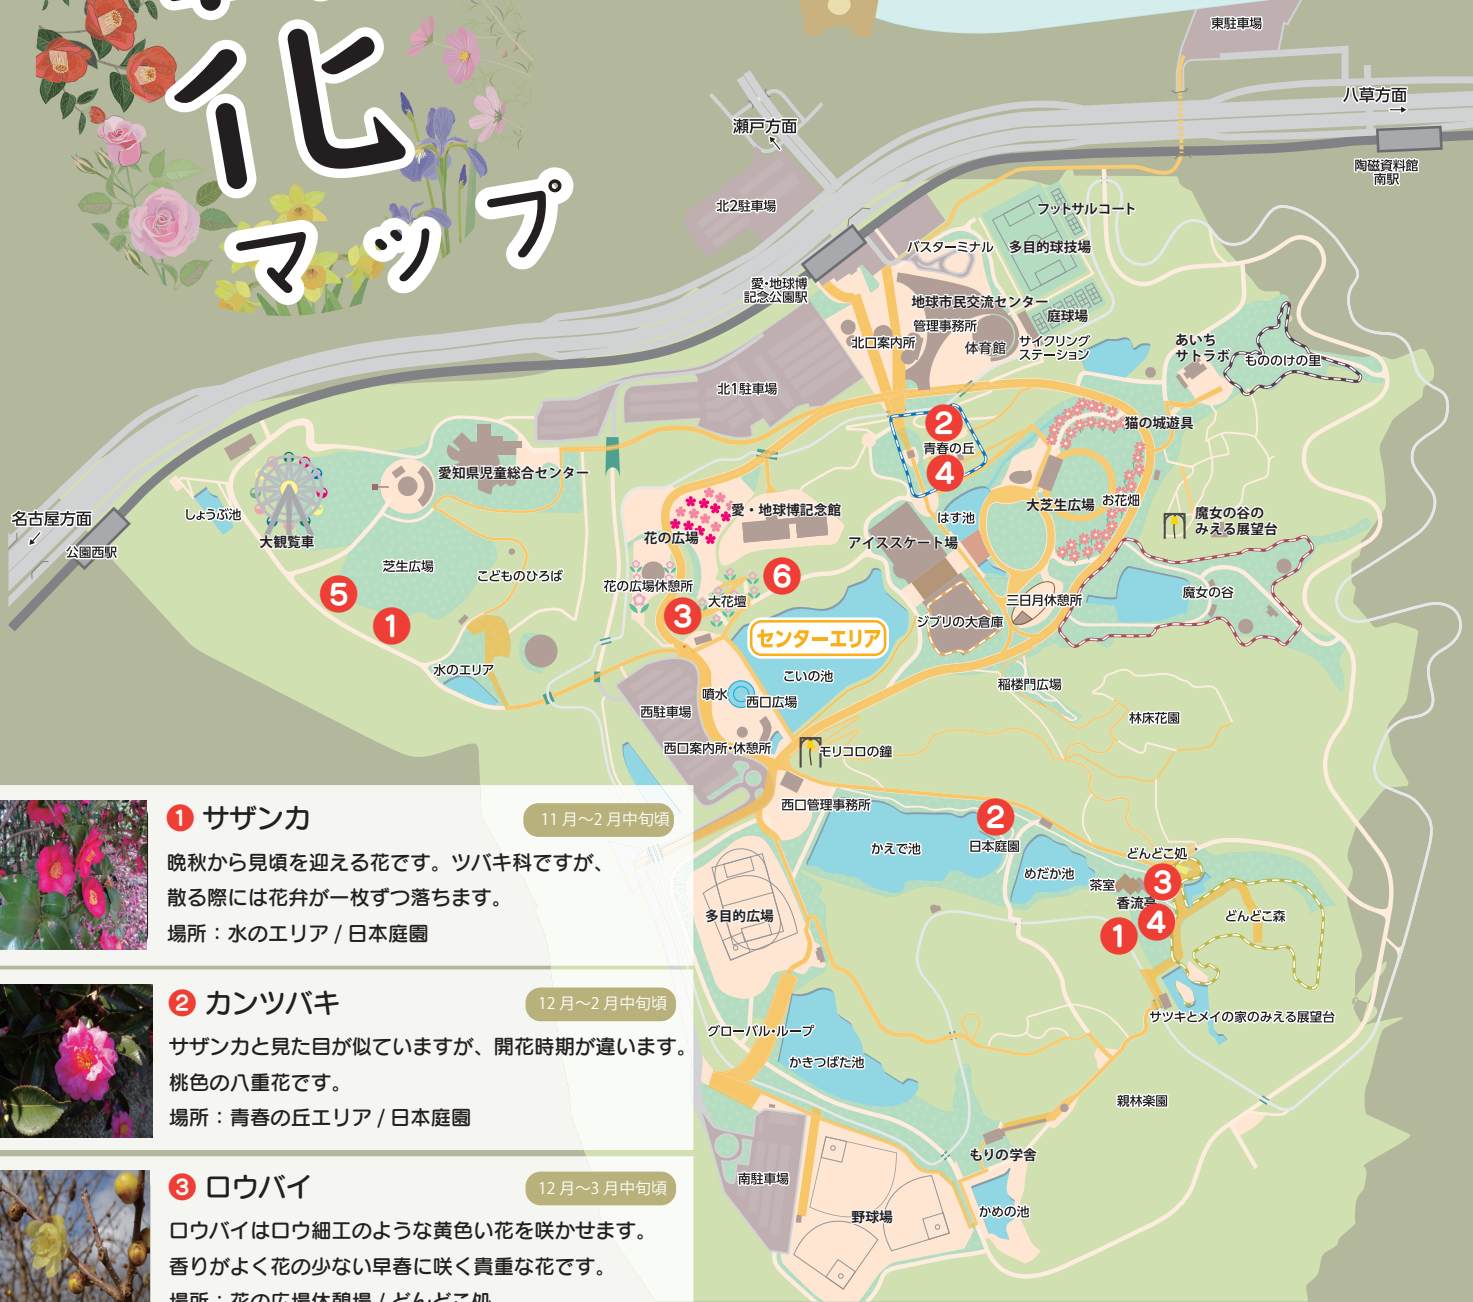 花
マップ
東駐車場
八草方面
→
瀬戸方面
陶磁資料館
南駅
北2駐車場
フットサルコート
バスターミナル
多目的球技場
愛・地球博
記念公園駅
地球市民交流センター
管理事務所
庭球場
北口案内所
体育館
サイクリング
ステーション
あいち
サトラボ
もののけの里
北1駐車場
2
猫の城遊具
青春の丘
4
愛知県児童総合センター
大芝生広場
お花畑
しょうぶ池
愛・地球博記念館
はす池
魔女の谷の
みえる展望台
名古屋方面
公園西駅
大観覧車
花の広場
アイススケート場
芝生広場
こどものひろば
花の広場休憩所
6
5
大花壇
三日月休憩所
魔女の谷
1
3
ジブリの大倉庫
センターエリア
水のエリア
こいの池
稲楼門広場
噴水
西口広場
西駐車場
林床花園
西口案内所・休憩所
モリコロの鐘
西口管理事務所
2
かえで池
日本庭園
どんどこ処
めだか池
茶室
3
香流亭
4
1
多目的広場
どんどこ森
サツキとメイの家のみえる展望台
グローバル・ループ
かきつばた池
親林楽園
もりの学舎
南駐車場
野球場
かめの池
1 サザンカ
11月〜2月中旬頃
晩秋から見頃を迎える花です。ツバキ科ですが、
散る際には花弁が一枚ずつ落ちます。
場所：水のエリア / 日本庭園
2 カンツバキ
12月〜2月中旬頃
サザンカと見た目が似ていますが、開花時期が違います。
桃色の八重花です。
場所：青春の丘エリア / 日本庭園
3 ロウバイ
12月〜3月中旬頃
ロウバイはロウ細工のような黄色い花を咲かせます。
香りがよく花の少ない早春に咲く貴重な花です。
場所：花の広場休憩場 / どんどこ処